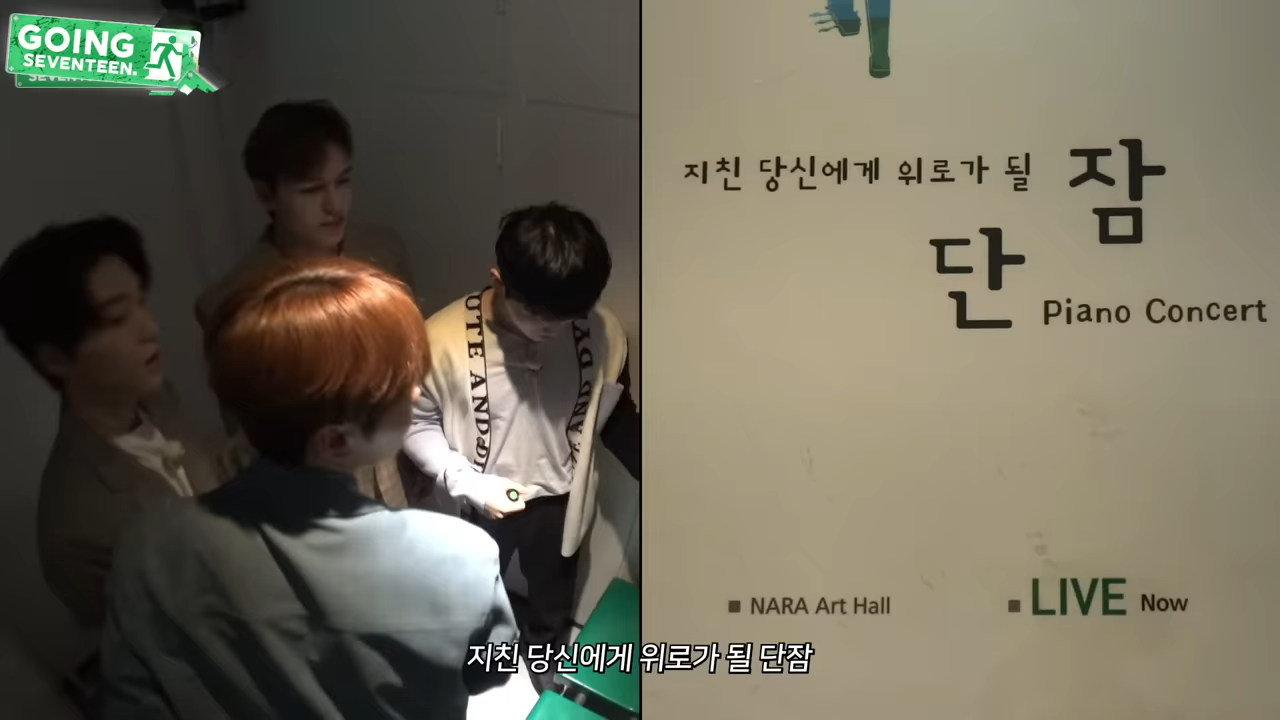 GOING
SEVENTEEN.
UTE AND
지친 당신에게 위로가 될
단잠
Piano Concert
NARA Art Hall
LIVE Now
지친 당신에게 위로가 될 단잠